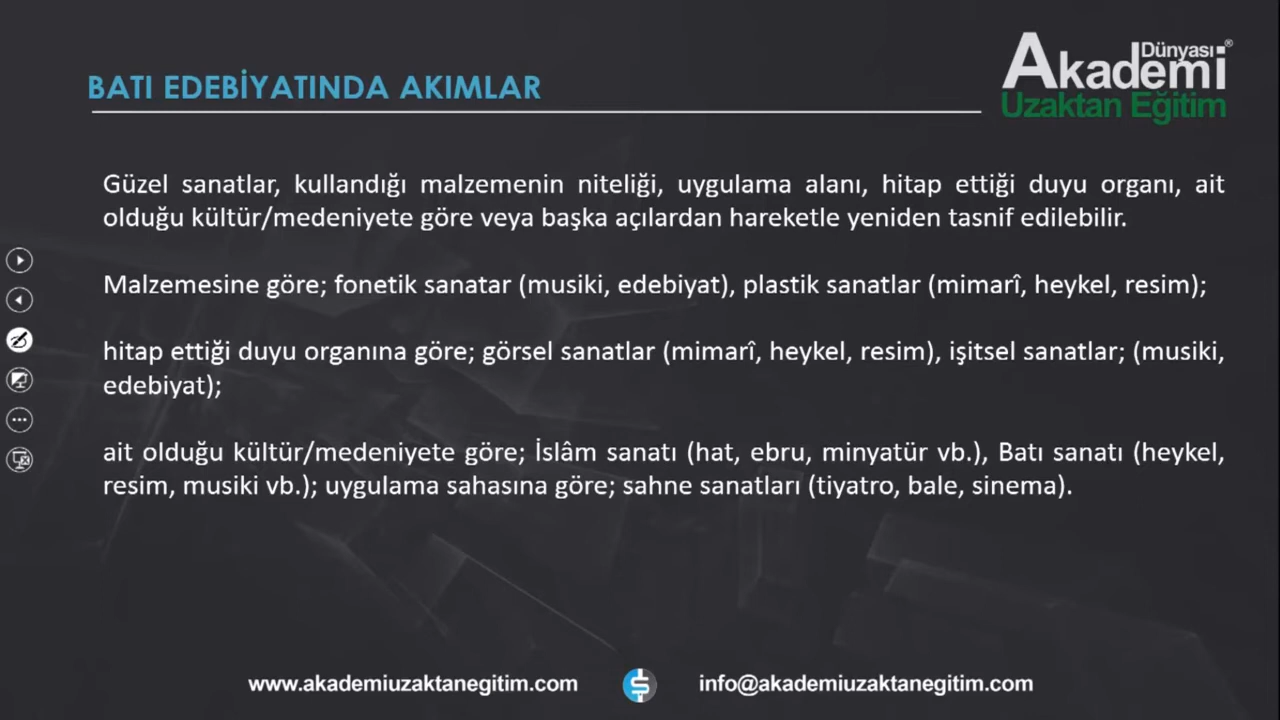 BATI EDEBİYATINDA AKIMLAR
Dünyası®
Akademi
Uzaktan Eğitim
Güzel sanatlar, kullandığı malzemenin niteliği, uygulama alanı, hitap ettiği duyu organı, ait
olduğu kültür/medeniyete göre veya başka açılardan hareketle yeniden tasnif edilebilir.
Malzemesine göre; fonetik sanatar (musiki, edebiyat), plastik sanatlar (mimarî, heykel, resim);
hitap ettiği duyu organına göre; görsel sanatlar (mimarî, heykel, resim), işitsel sanatlar; (musiki,
edebiyat);
ait olduğu kültür/medeniyete göre; İslâm sanatı (hat, ebru, minyatür vb.), Batı sanatı (heykel,
resim, musiki vb.); uygulama sahasına göre; sahne sanatları (tiyatro, bale, sinema).
www.akademiuzaktanegitim.com
info@akademiuzaktanegitim.com